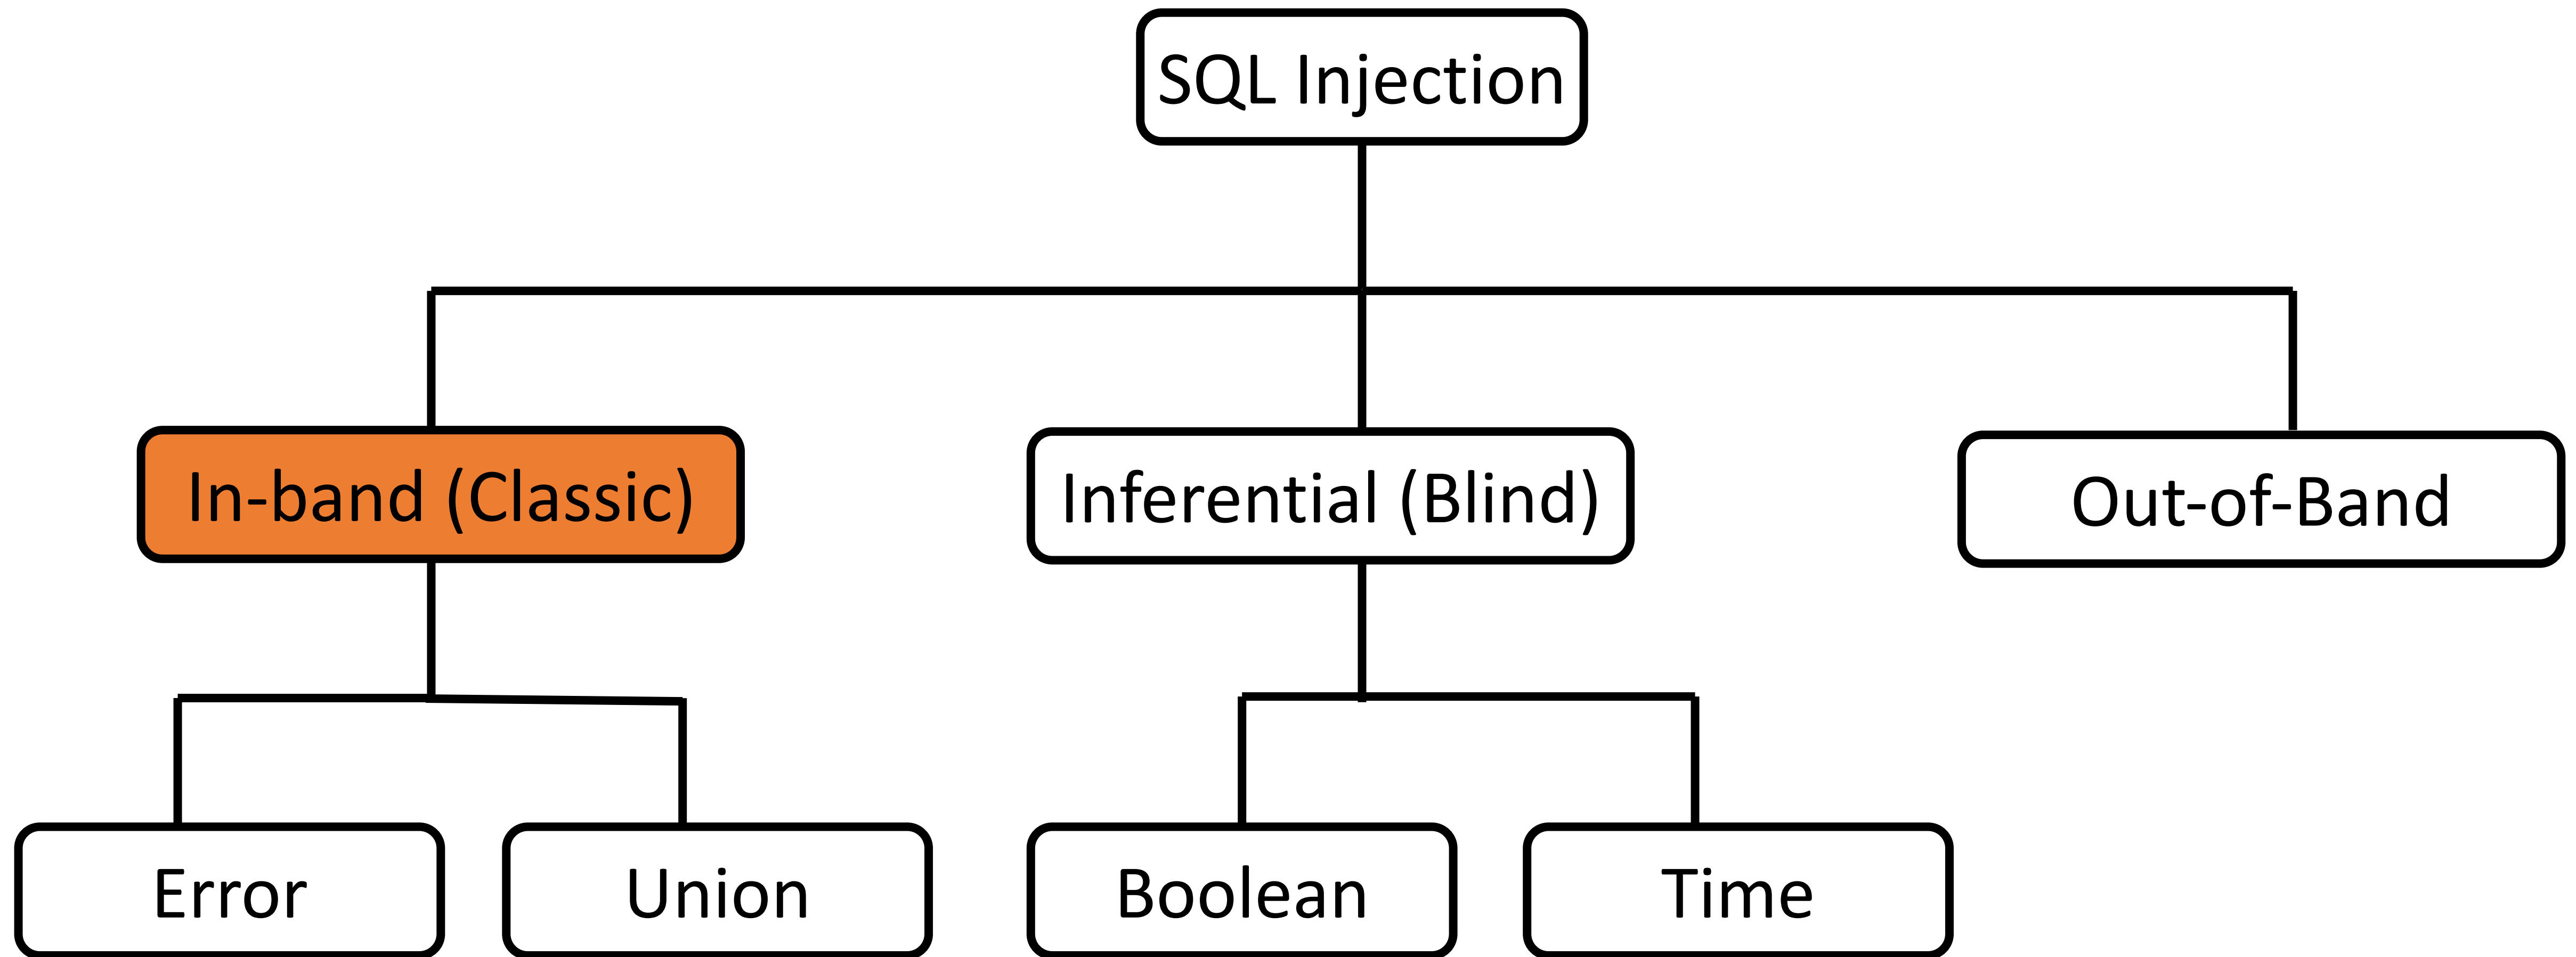 SQL Injection
In-band (Classic)
Inferential (Blind)
Out-of-Band
Error
Union
Boolean
Time